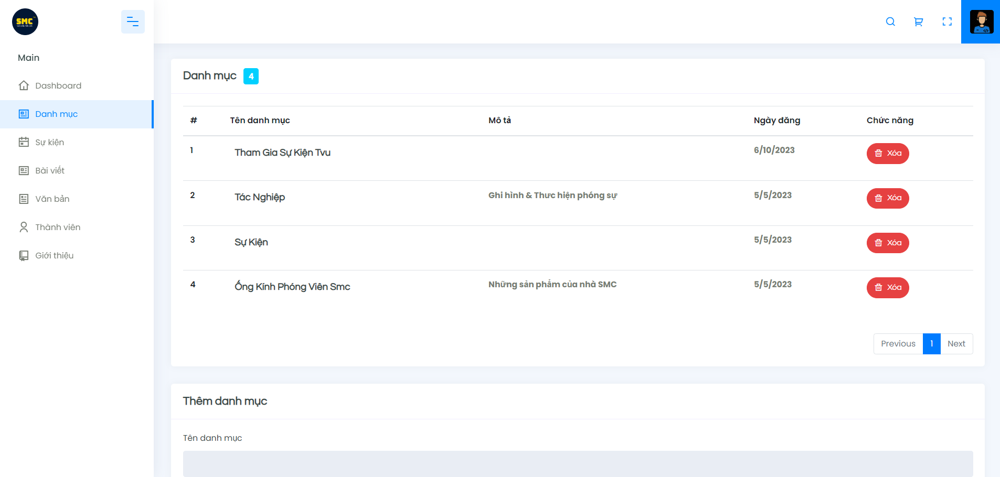 SMC
SOCIAL MEDIA
Main
Dashboard
Danh mục
Sự kiện
Bài viết
Văn bản
Thành viên
Giới thiệu
Danh mục 4
# Tên danh mục Mô tả Ngày đăng Chức năng
1 Tham Gia Sự Kiện Tvu 6/10/2023 Xóa
2 Tác Nghiệp Ghi hình & Thưc hiện phóng sự 5/5/2023 Xóa
3 Sự Kiện 5/5/2023 Xóa
4 Ống Kính Phóng Viên Smc Những sản phẩm của nhà SMC 5/5/2023 Xóa
Previous 1 Next
Thêm danh mục
Tên danh mục